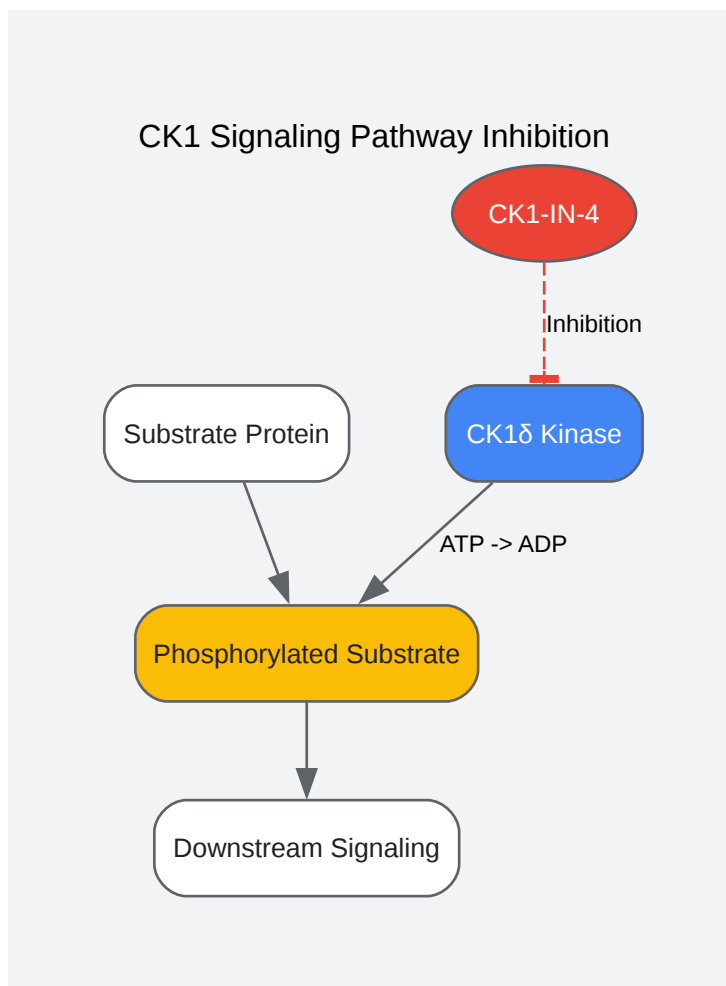 CK1 Signaling Pathway Inhibition
CK1-IN-4
Inhibition
Substrate Protein
CK1δ Kinase
ATP -> ADP
Phosphorylated Substrate
Downstream Signaling